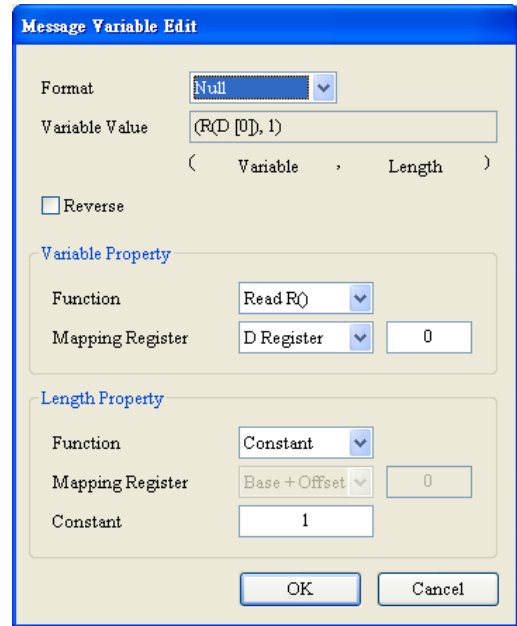 Message Variable Edit
Format Null
Variable Value (R(D [0]), 1)
( Variable , Length )
Reverse
Variable Property
Function Read R()
Mapping Register D Register 0
Length Property
Function Constant
Mapping Register Base + Offset 0
Constant 1
OK Cancel